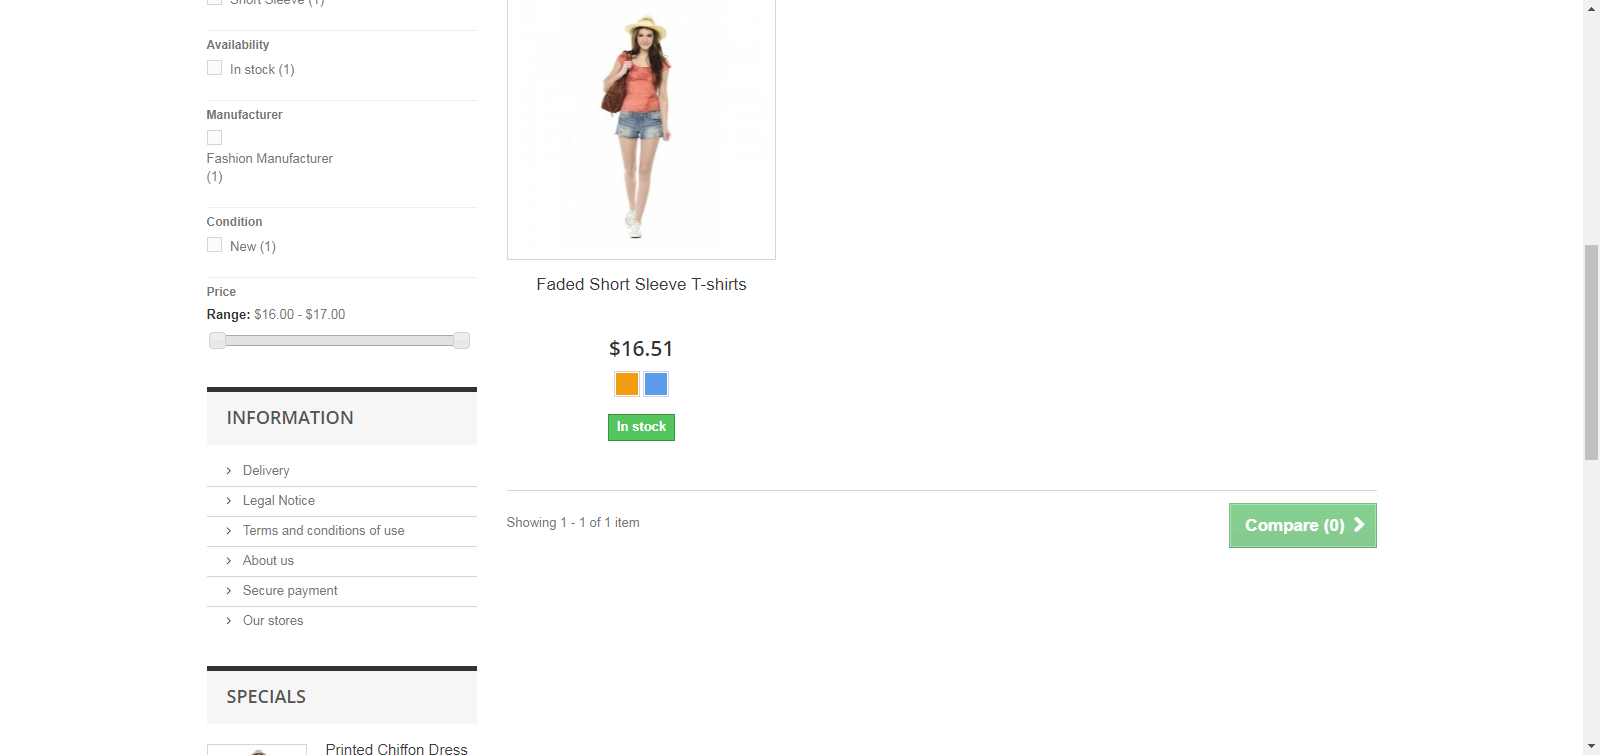 Short Sleeve (1)
Availability
In stock (1)
Manufacturer
Fashion Manufacturer
(1)
Condition
New (1)
Price
Range: $16.00 - $17.00
INFORMATION
Delivery
Legal Notice
Terms and conditions of use
About us
Secure payment
Our stores
SPECIALS
Printed Chiffon Dress
Faded Short Sleeve T-shirts
$16.51
In stock
Showing 1 - 1 of 1 item
Compare (0)